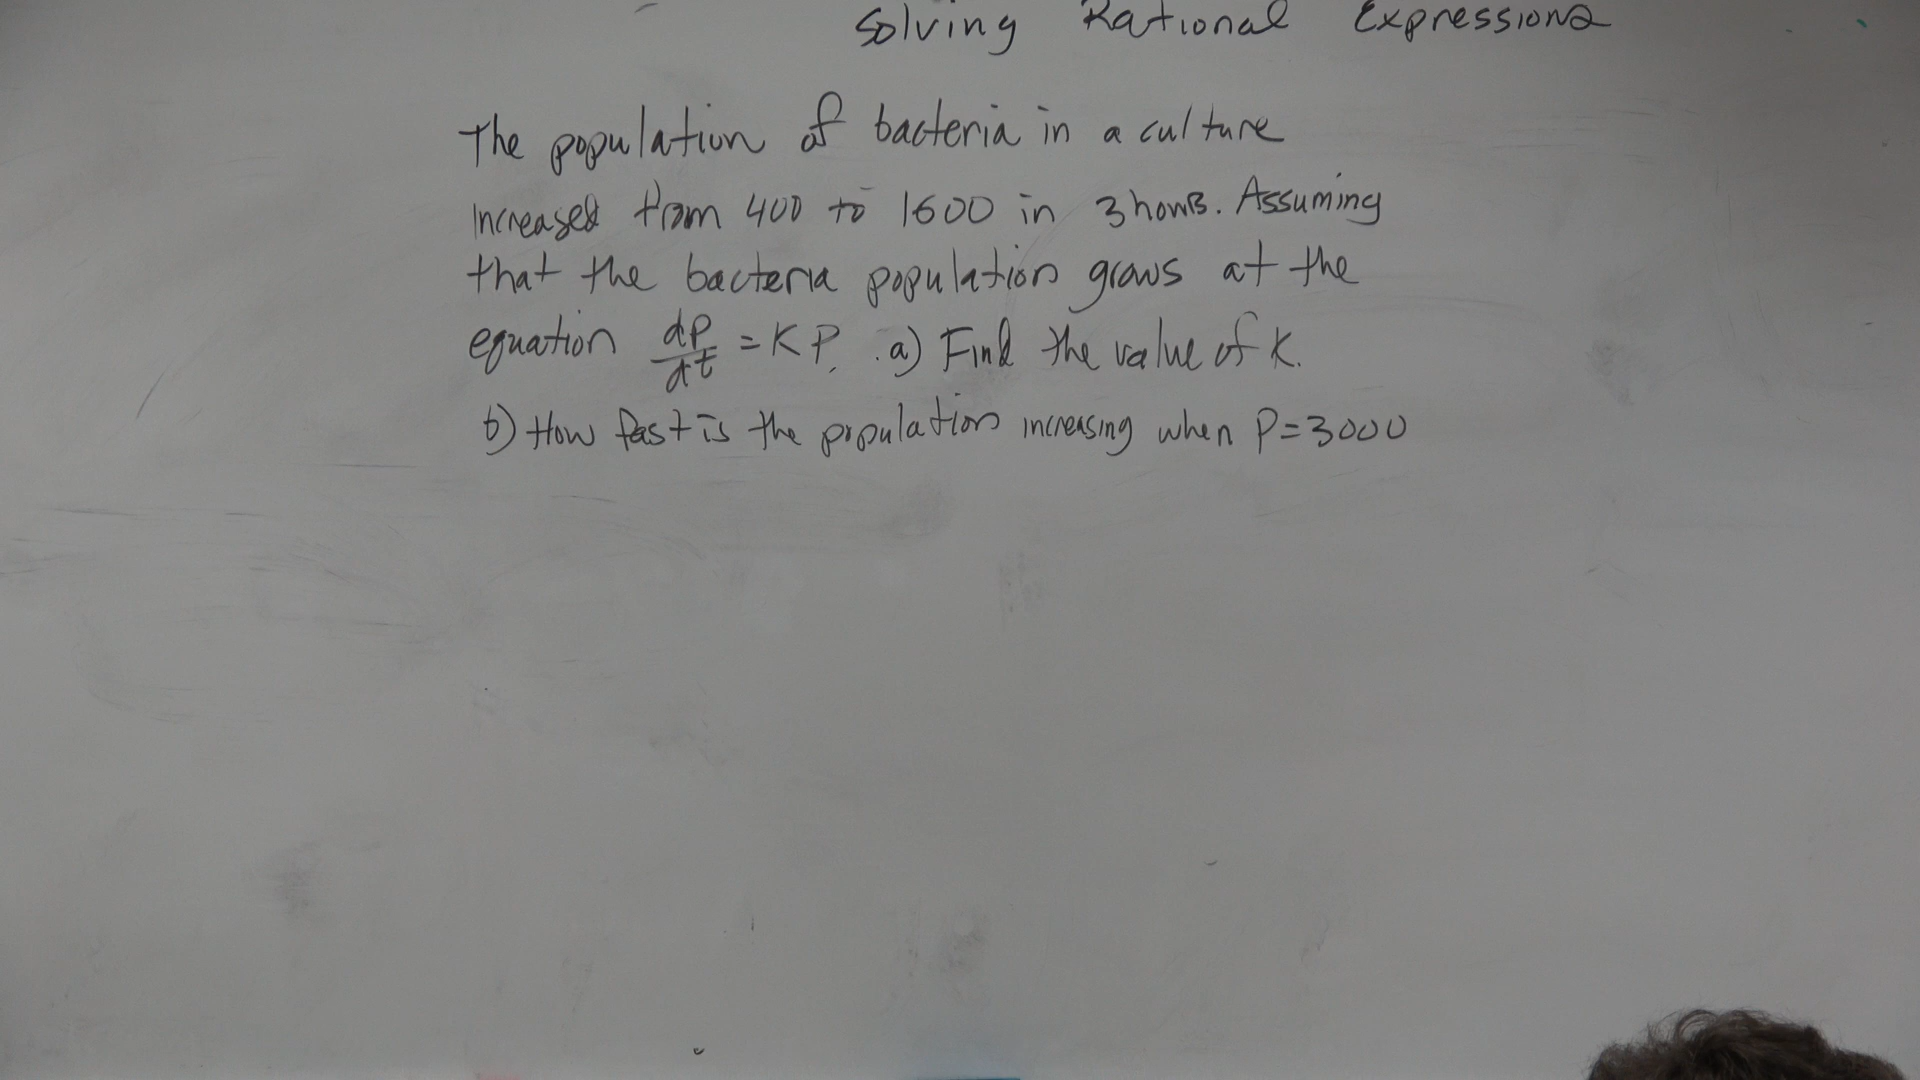 Solving Rational Expressions
The population of bacteria in a culture
increased from 400 to 1600 in 3 hours. Assuming
that the bacteria population grows at the
equation dP/dt = KP. a) Find the value of K.
b) How fast is the population increasing when P=3000